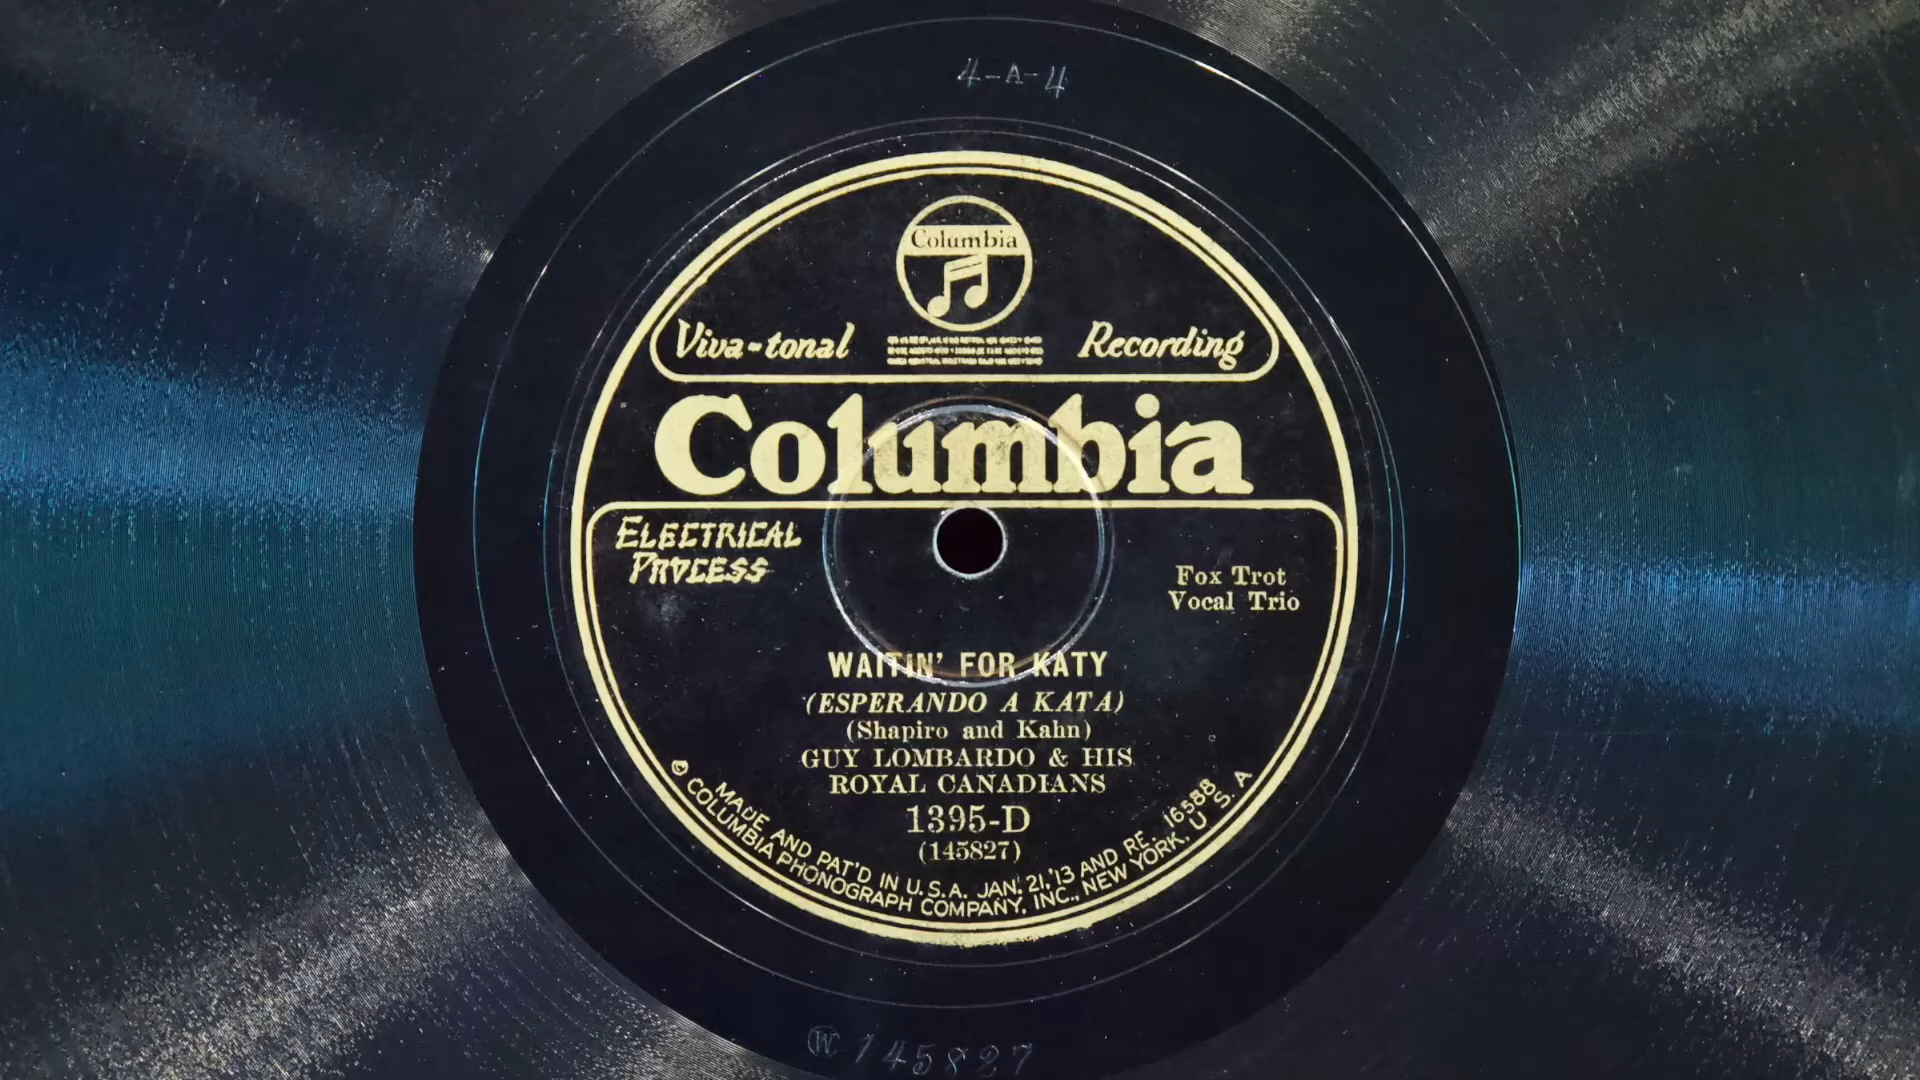 4-A-4
Columbia
Viva-tonal Recording
Columbia
ELECTRICAL
PROCESS
Fox Trot
Vocal Trio
WAITIN' FOR KATY
(ESPERANDO A KATA)
(Shapiro and Kahn)
GUY LOMBARDO & HIS
ROYAL CANADIANS
1395-D
(145827)
MADE AND PAT'D IN U.S.A. JAN. 21,'13 AND RE. 16588
COLUMBIA PHONOGRAPH COMPANY, INC., NEW YORK, U. S. A
W 145827